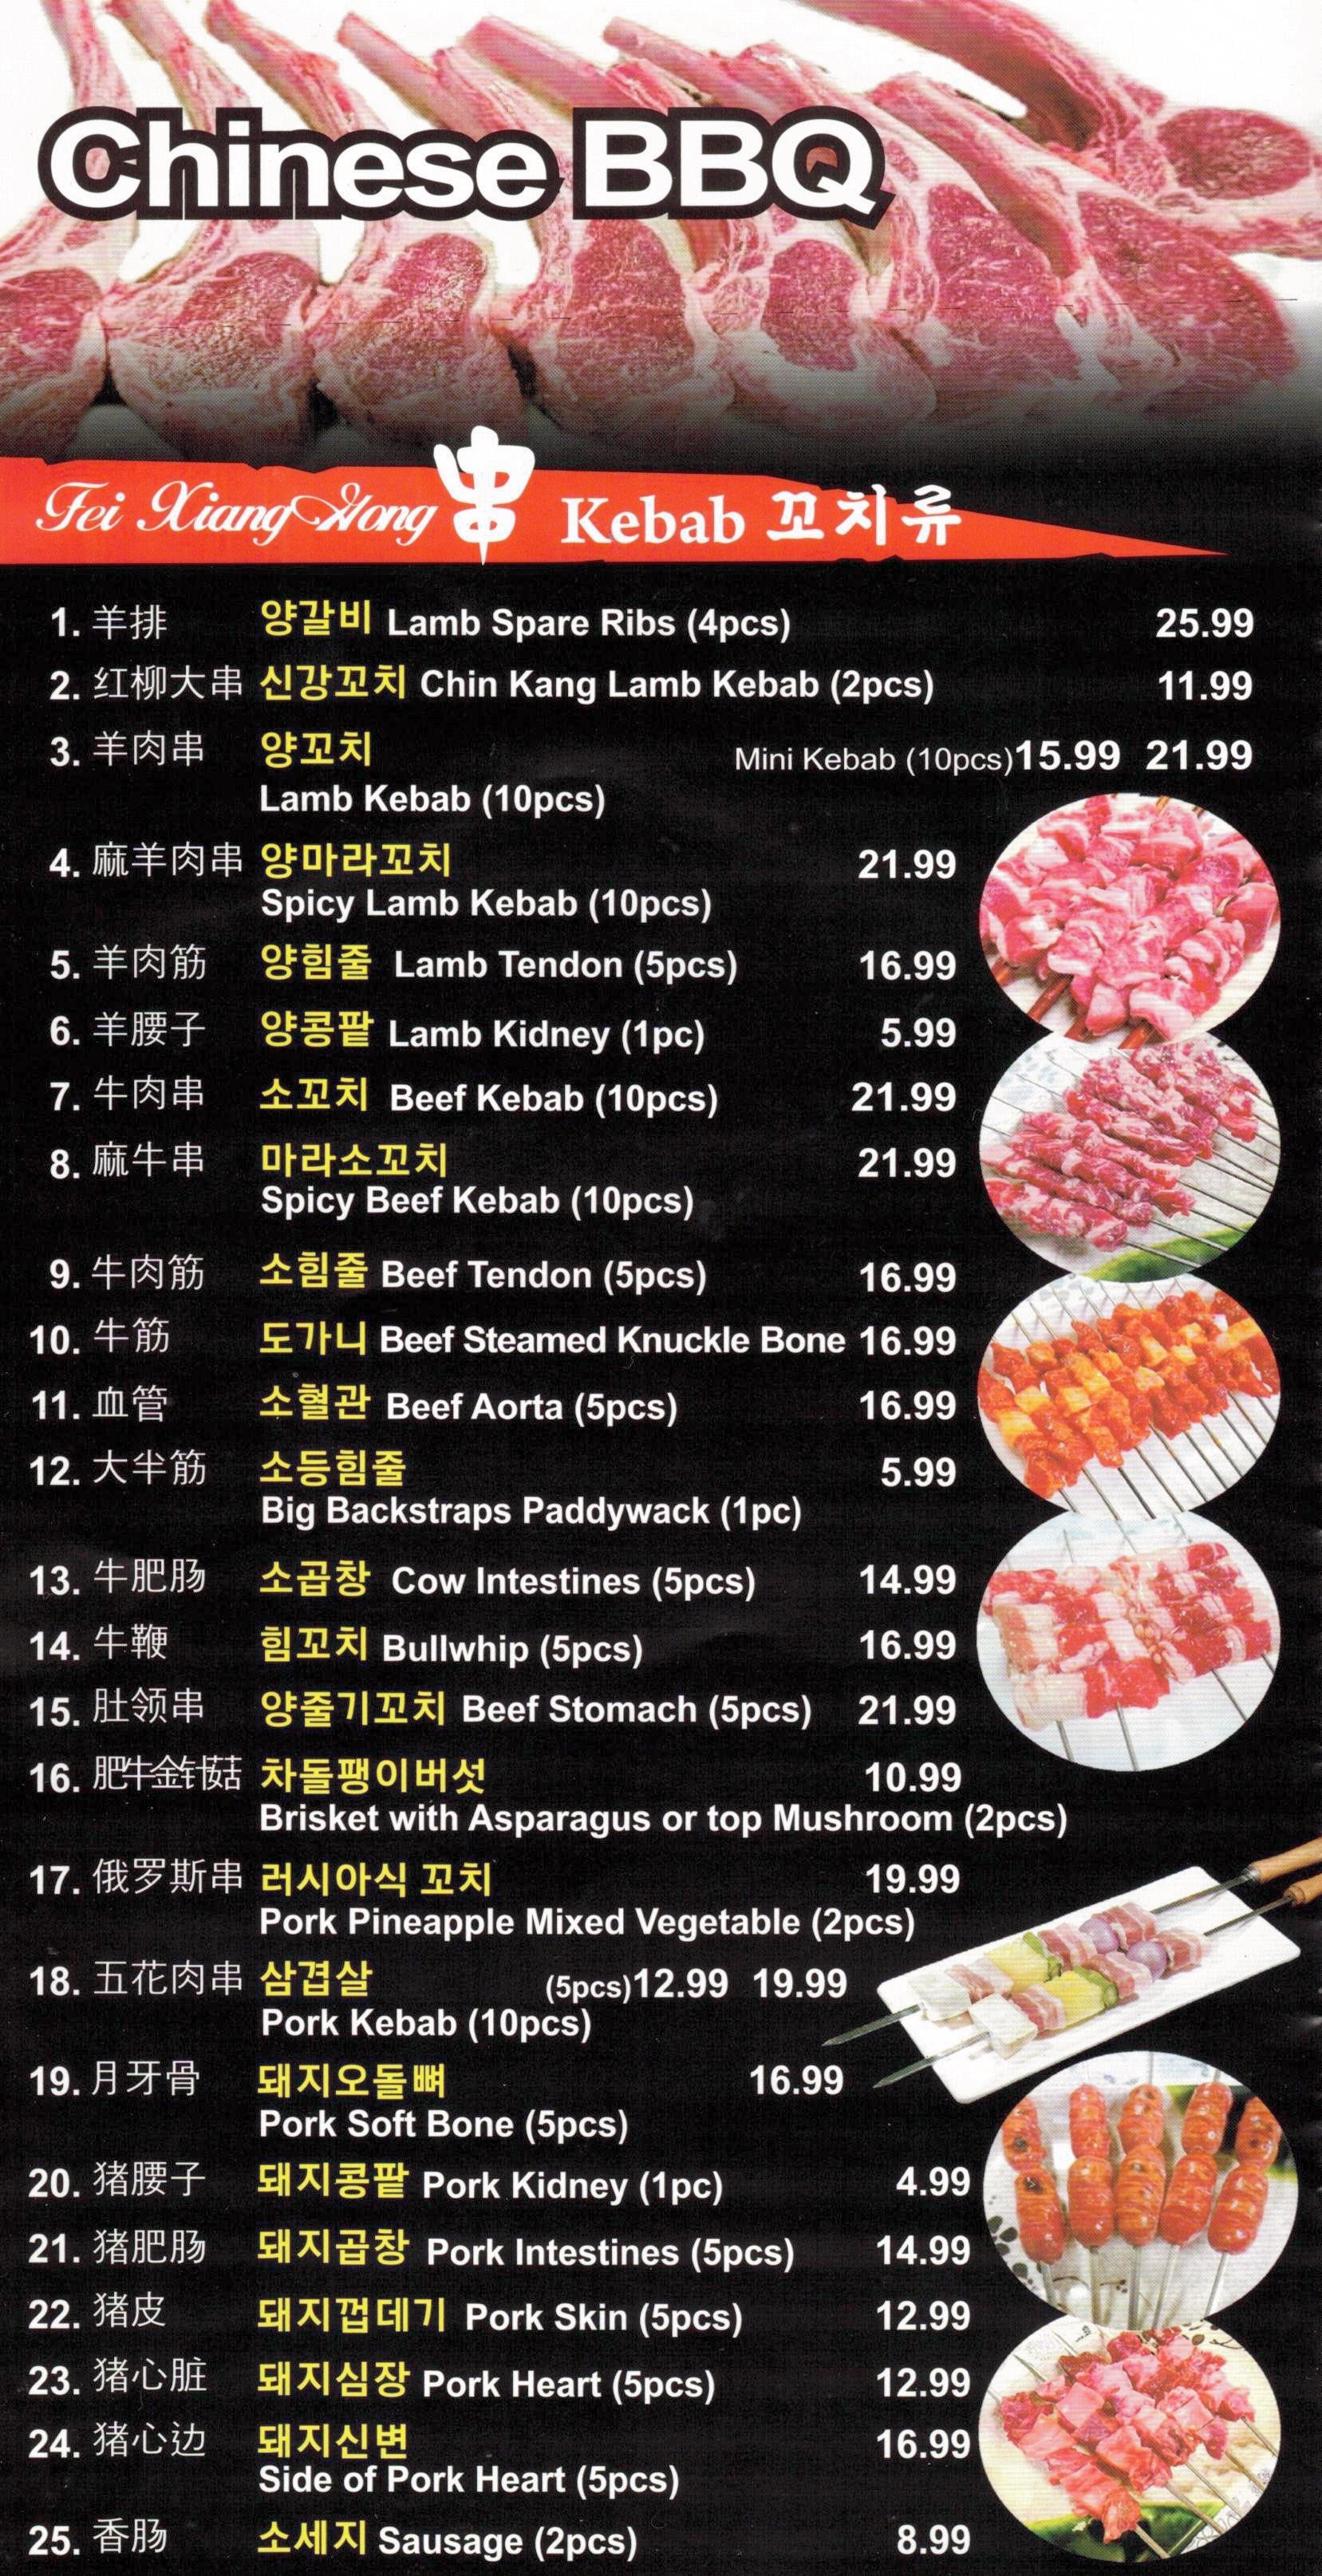 Chinese BBQ
Fei Xiang Hong 串 Kebab 꼬치류
1. 羊排 양갈비 Lamb Spare Ribs (4pcs) 25.99
2. 红柳大串 신강꼬치 Chin Kang Lamb Kebab (2pcs) 11.99
3. 羊肉串 양꼬치 Mini Kebab (10pcs) 15.99 21.99
Lamb Kebab (10pcs)
4. 麻羊肉串 양마라꼬치 21.99
Spicy Lamb Kebab (10pcs)
5. 羊肉筋 양힘줄 Lamb Tendon (5pcs) 16.99
6. 羊腰子 양콩팥 Lamb Kidney (1pc) 5.99
7. 牛肉串 소꼬치 Beef Kebab (10pcs) 21.99
8. 麻牛串 마라소꼬치 21.99
Spicy Beef Kebab (10pcs)
9. 牛肉筋 소힘줄 Beef Tendon (5pcs) 16.99
10. 牛筋 도가니 Beef Steamed Knuckle Bone 16.99
11. 血管 소혈관 Beef Aorta (5pcs) 16.99
12. 大半筋 소등힘줄 5.99
Big Backstraps Paddywack (1pc)
13. 牛肥肠 소곱창 Cow Intestines (5pcs) 14.99
14. 牛鞭 힘꼬치 Bullwhip (5pcs) 16.99
15. 肚领串 양줄기꼬치 Beef Stomach (5pcs) 21.99
16. 肥牛金针菇 차돌팽이버섯 10.99
Brisket with Asparagus or top Mushroom (2pcs)
17. 俄罗斯串 러시아식 꼬치 19.99
Pork Pineapple Mixed Vegetable (2pcs)
18. 五花肉串 삼겹살 (5pcs) 12.99 19.99
Pork Kebab (10pcs)
19. 月牙骨 돼지오돌뼈 16.99
Pork Soft Bone (5pcs)
20. 猪腰子 돼지콩팥 Pork Kidney (1pc) 4.99
21. 猪肥肠 돼지곱창 Pork Intestines (5pcs) 14.99
22. 猪皮 돼지껍데기 Pork Skin (5pcs) 12.99
23. 猪心脏 돼지심장 Pork Heart (5pcs) 12.99
24. 猪心边 돼지신변 16.99
Side of Pork Heart (5pcs)
25. 香肠 소세지 Sausage (2pcs) 8.99